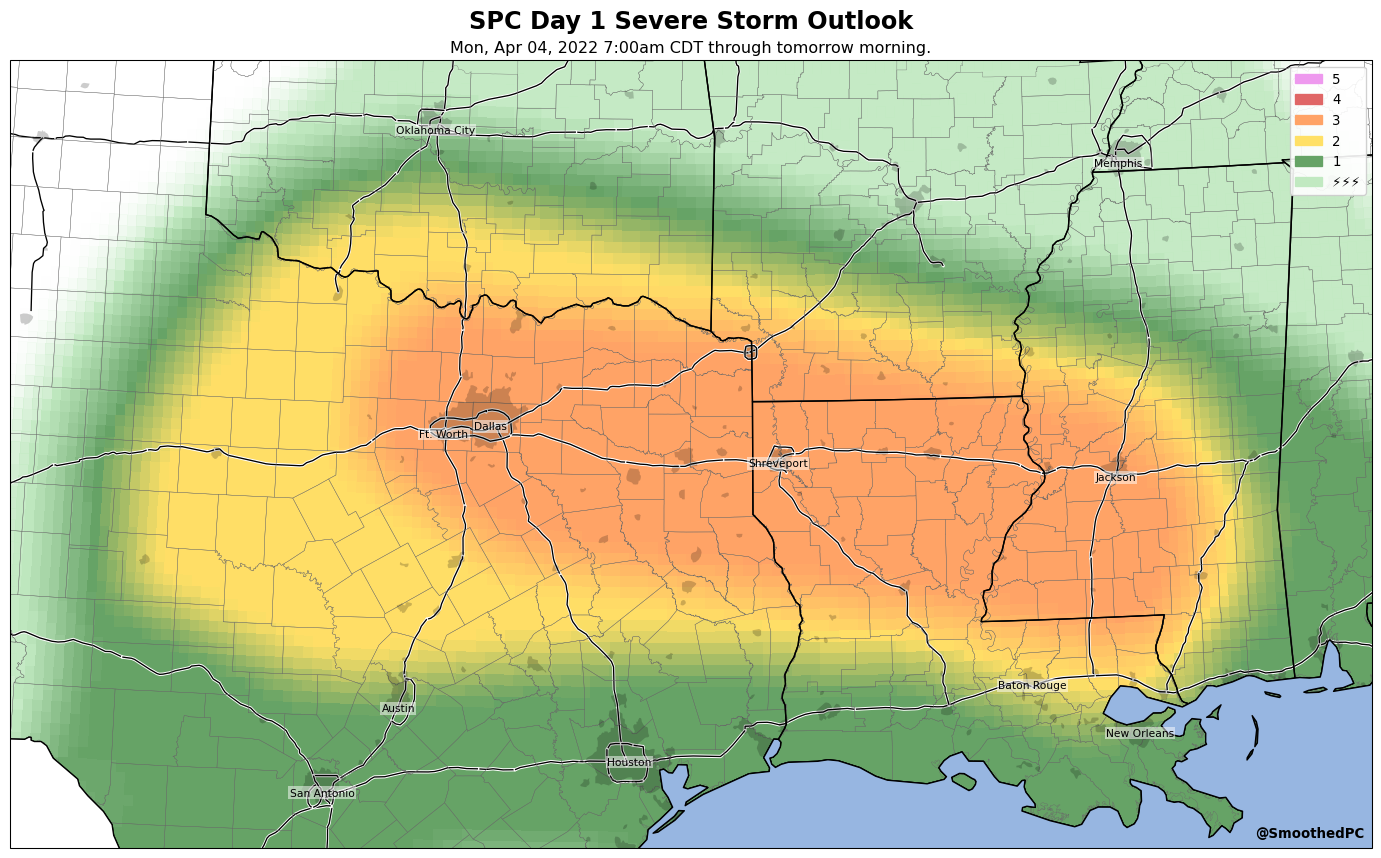 SPC Day 1 Severe Storm Outlook
Mon, Apr 04, 2022 7:00am CDT through tomorrow morning.
5
4
3
2
1
⚡⚡⚡
Oklahoma City
Memphis
Dallas
Ft. Worth
Shreveport
Jackson
Baton Rouge
Austin
New Orleans
Houston
San Antonio
@SmoothedPC